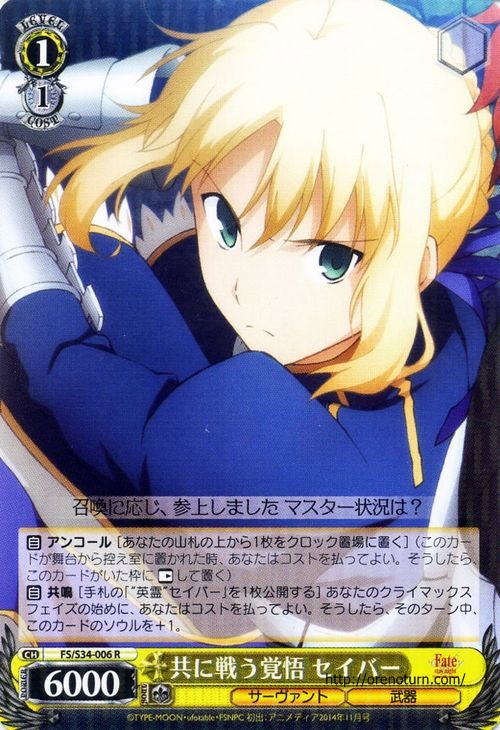 LEVEL
1
1
COST
召喚に応じ、参上しました マスター状況は？
自 アンコール ［あなたの山札の上から1枚をクロック置場に置く］（このカー
ドが舞台から控え室に置かれた時、あなたはコストを払ってよい。そうしたら、
このカードがいた枠に を置く）
自 共鳴 ［手札の「“英霊”セイバー」を1枚公開する］ あなたのクライマックス
フェイズの始めに、あなたはコストを払ってよい。そうしたら、そのターン中、
このカードのソウルを＋1。
CH FS/S34-006 R
共に戦う覚悟 セイバー
Fate
stay night
POWER
6000
SOUL
サーヴァント
武器
http://orenoturn.com/
©TYPE-MOON・ufotable・FSNPC 初出：アニメディア2014年11月号